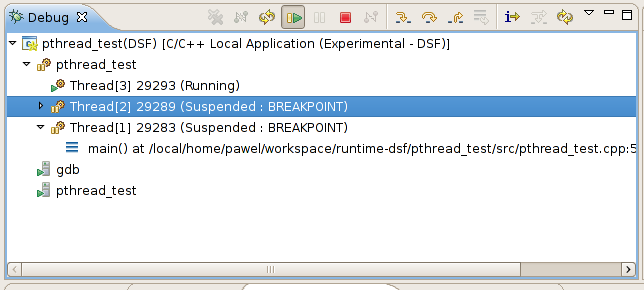 Debug
pthread_test(DSF) [C/C++ Local Application (Experimental - DSF)]
pthread_test
Thread[3] 29293 (Running)
Thread[2] 29289 (Suspended : BREAKPOINT)
Thread[1] 29283 (Suspended : BREAKPOINT)
main() at /local/home/pawel/workspace/runtime-dsf/pthread_test/src/pthread_test.cpp:5
gdb
pthread_test